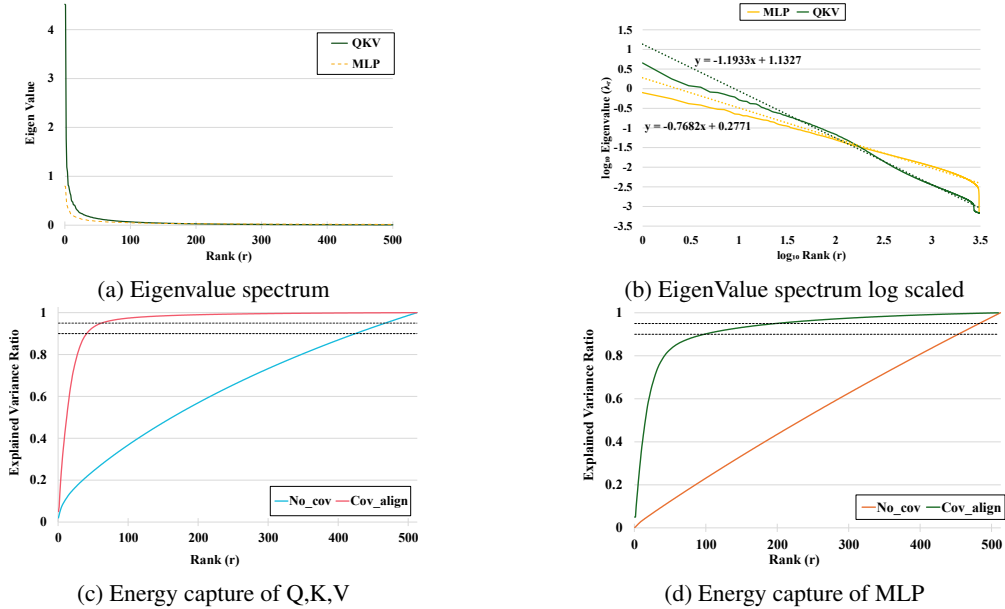 4
3
2
1
0
Eigen Value
QKV
MLP
0
100
200
300
400
500
Rank (r)
(a) Eigenvalue spectrum
MLP QKV
1.5
1
0.5
0
-0.5
-1
-1.5
-2
-2.5
-3
-3.5
log₁₀ Eigenvalue (λᵣ)
y = -1.1933x + 1.1327
y = -0.7682x + 0.2771
0 0.5 1 1.5 2 2.5 3 3.5
log₁₀ Rank (r)
(b) EigenValue spectrum log scaled
1
0.8
0.6
0.4
0.2
0
Explained Variance Ratio
No_cov Cov_align
0 100 200 300 400 500
Rank (r)
(c) Energy capture of Q,K,V
1
0.8
0.6
0.4
0.2
0
Explained Variance Ratio
No_cov Cov_align
0 100 200 300 400 500
Rank (r)
(d) Energy capture of MLP